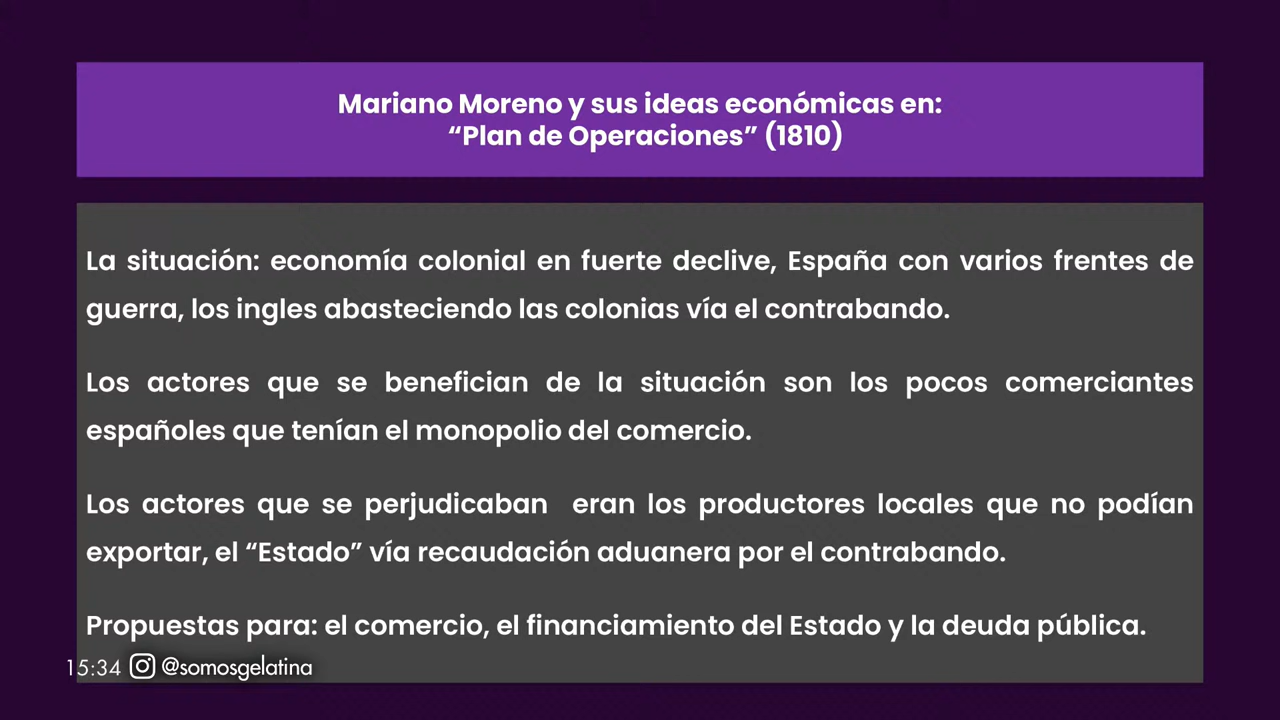 Mariano Moreno y sus ideas económicas en:
“Plan de Operaciones” (1810)
La situación: economía colonial en fuerte declive, España con varios frentes de
guerra, los ingles abasteciendo las colonias vía el contrabando.
Los actores que se benefician de la situación son los pocos comerciantes
españoles que tenían el monopolio del comercio.
Los actores que se perjudicaban  eran los productores locales que no podían
exportar, el “Estado” vía recaudación aduanera por el contrabando.
Propuestas para: el comercio, el financiamiento del Estado y la deuda pública.
15:34 @somosgelatina